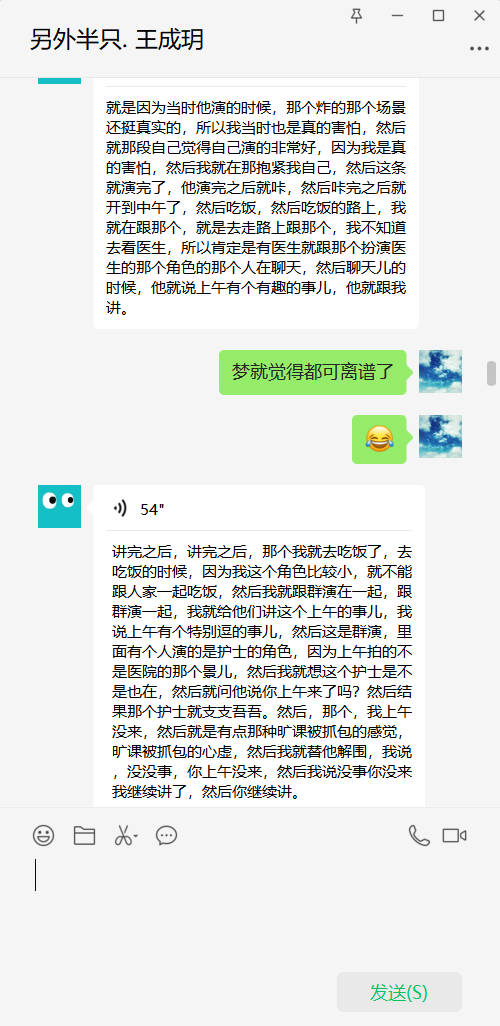 另外半只. 王成玥
就是因为当时他演的时候，那个炸的那个场景
还挺真实的，所以我当时也是真的害怕，然后
就那段自己觉得自己演的非常好，因为我是真
的害怕，然后我就在那抱紧我自己，然后这条
就演完了，他演完之后就咔，然后咔完之后就
开到中午了，然后吃饭，然后吃饭的路上，我
就在跟那个，就是去走路上跟那个，我不知道
去看医生，所以肯定是有医生就跟那个扮演医
生的那个角色的那个人在聊天，然后聊天儿的
时候，他就说上午有个有趣的事儿，他就跟我
讲。
梦就觉得都可离谱了
54"
讲完之后，讲完之后，那个我就去吃饭了，去
吃饭的时候，因为我这个角色比较小，就不能
跟人家一起吃饭，然后我就跟群演在一起，跟
群演一起，我就给他们讲这个上午的事儿，我
说上午有个特别逗的事儿，然后这是群演，里
面有个人演的是护士的角色，因为上午拍的不
是医院的那个景儿，然后我就想这个护士是不
是也在，然后就问他说你上午来了吗？然后结
果那个护士就支支吾吾。然后，那个，我上午
没来，然后就是有点那种旷课被抓包的感觉，
旷课被抓包的心虚，然后我就替他解围，我说
，没没事，你上午没来，然后我说没事你没来
我继续讲了，然后你继续讲。
发送(S)